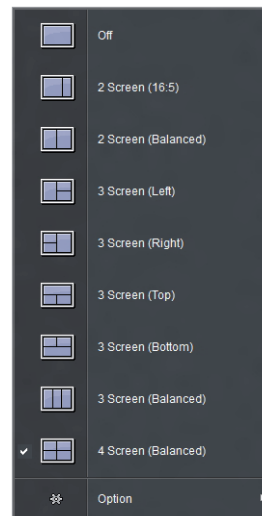 Off
2 Screen (16:5)
2 Screen (Balanced)
3 Screen (Left)
3 Screen (Right)
3 Screen (Top)
3 Screen (Bottom)
3 Screen (Balanced)
4 Screen (Balanced)
Option